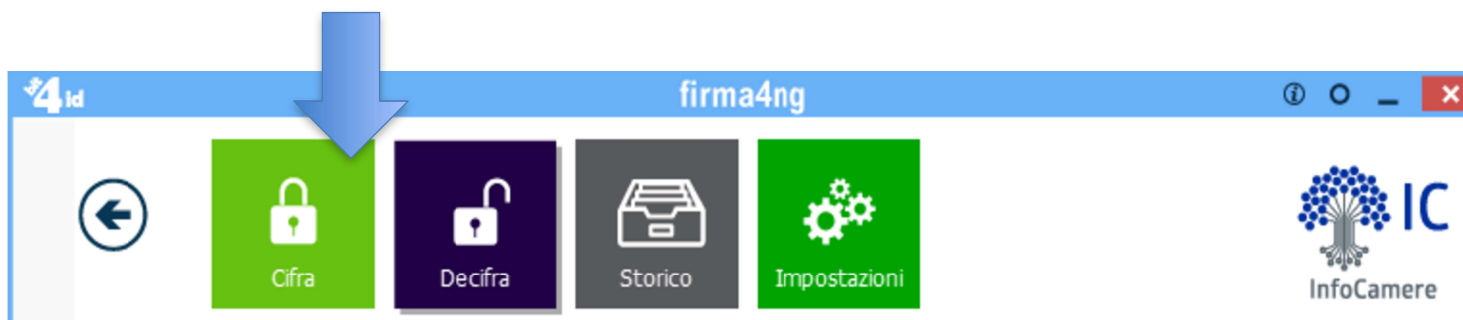 4id
firma4ng
Cifra
Decifra
Storico
Impostazioni
IC
InfoCamere